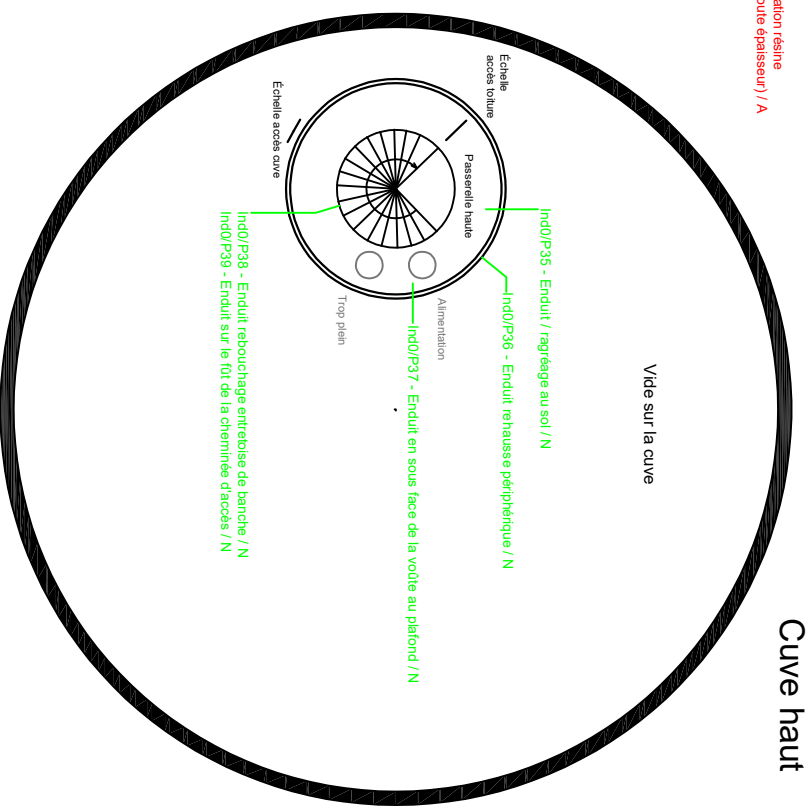 ation résine
oute épaisseur) / A
Cuve haut
Vide sur la cuve
Échelle
accès toiture
Passerelle haute
Échelle accès cuve
Ind0/P35 - Enduit / ragréage au sol / N
Ind0/P36 - Enduit rehausse périphérique / N
Alimentation
Ind0/P37 - Enduit en sous face de la voûte au plafond / N
Trop plein
Ind0/P38 - Enduit rebouchage entretoise de banche / N
Ind0/P39 - Enduit sur le fût de la cheminée d'accès / N